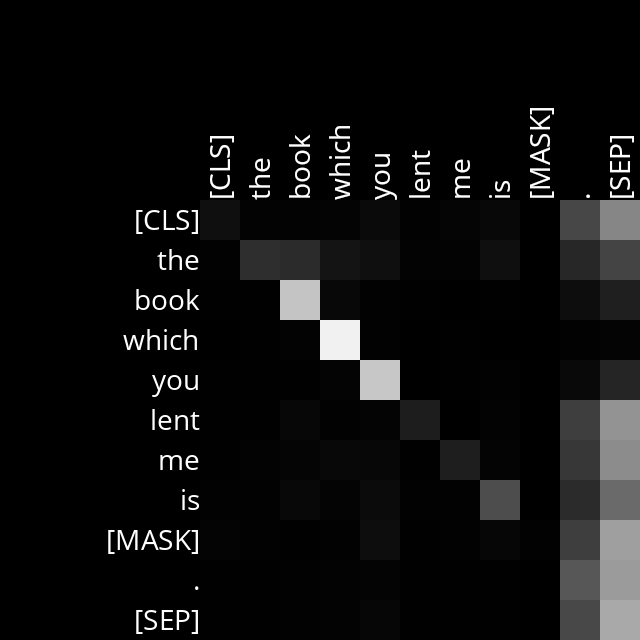 [CLS] the book which you lent me is [MASK] . [SEP]
[CLS]
the
book
which
you
lent
me
is
[MASK]
.
[SEP]